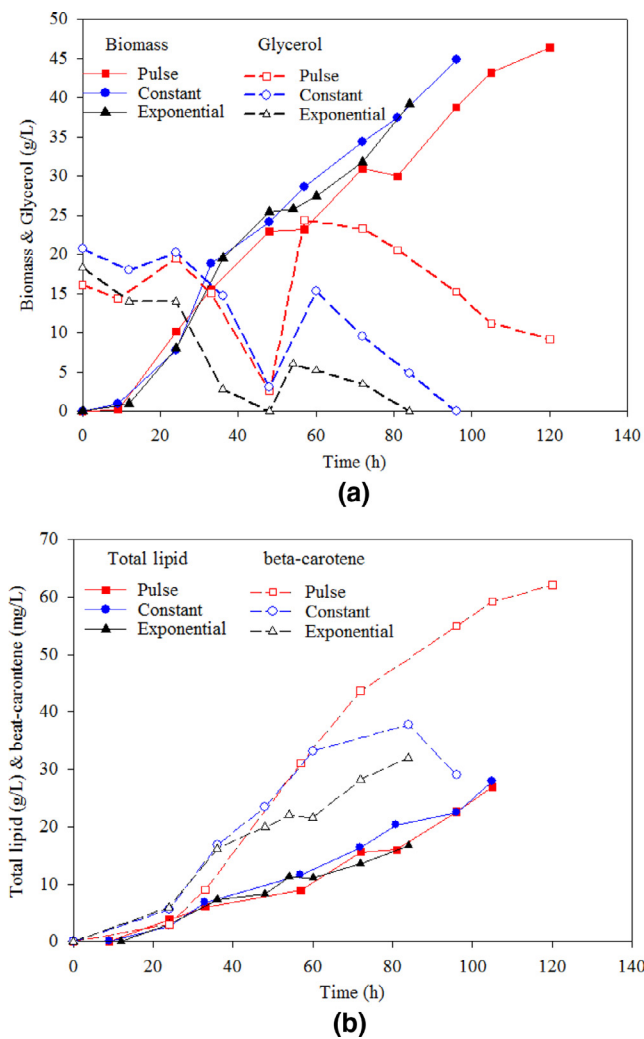 50
45
40
35
30
25
20
15
10
5
0
Biomass & Glycerol (g/L)
Biomass Glycerol
Pulse Pulse
Constant Constant
Exponential Exponential
0 20 40 60 80 100 120 140
Time (h)
(a)
70
60
50
40
30
20
10
0
Total lipid (g/L) & beat-carontene (mg/L)
Total lipid beta-carotene
Pulse Pulse
Constant Constant
Exponential Exponential
0 20 40 60 80 100 120 140
Time (h)
(b)